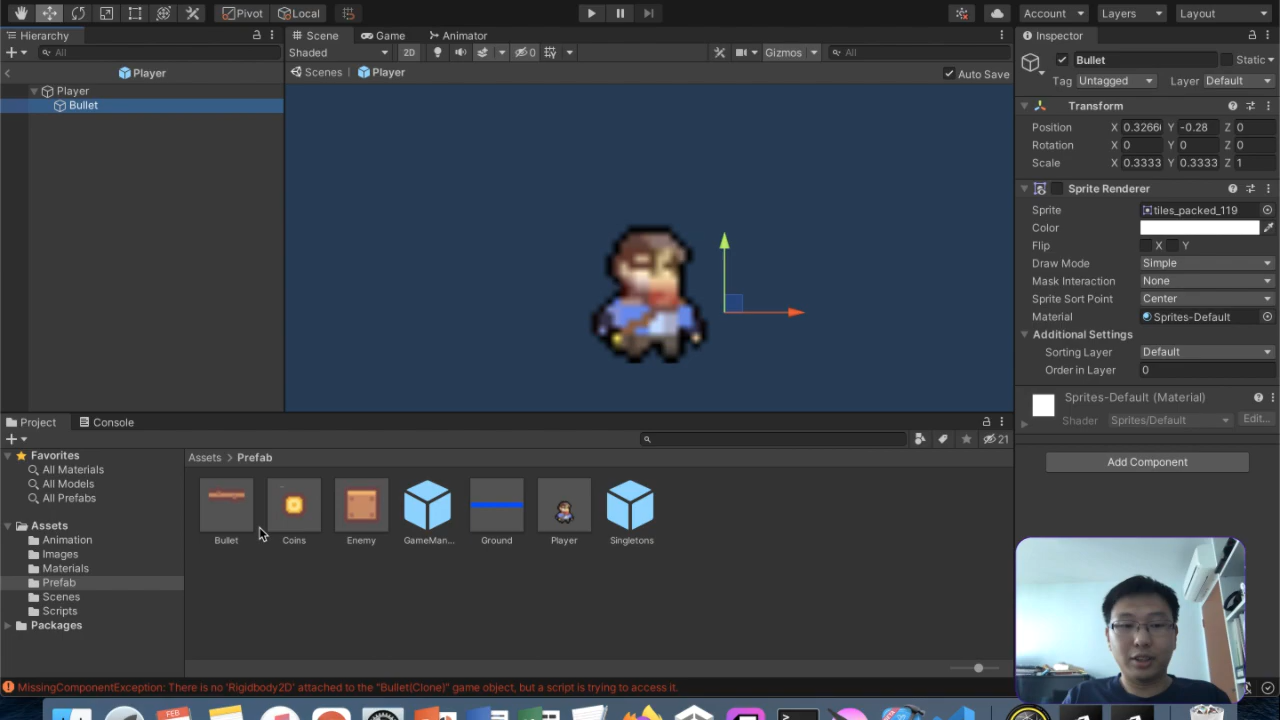 Pivot Local Account Layers Layout
Hierarchy Scene Game Animator Inspector
All Shaded 2D 0 Gizmos All Bullet Static
Player Scenes Player Auto Save Tag Untagged Layer Default
Player
Bullet
Transform
Position X 0.3266 Y -0.28 Z 0
Rotation X 0 Y 0 Z 0
Scale X 0.3333 Y 0.3333 Z 1
Sprite Renderer
Sprite tiles_packed_119
Color
Flip X Y
Draw Mode Simple
Mask Interaction None
Sprite Sort Point Center
Material Sprites-Default
Additional Settings
Sorting Layer Default
Order in Layer 0
Sprites-Default (Material)
Shader Sprites/Default Edit...
Add Component
Project Console
21
Favorites
All Materials
All Models
All Prefabs
Assets
Animation
Images
Materials
Prefab
Scenes
Scripts
Packages
Assets > Prefab
Bullet Coins Enemy GameMan... Ground Player Singletons
MissingComponentException: There is no 'Rigidbody2D' attached to the "Bullet(Clone)" game object, but a script is trying to access it.
FEB